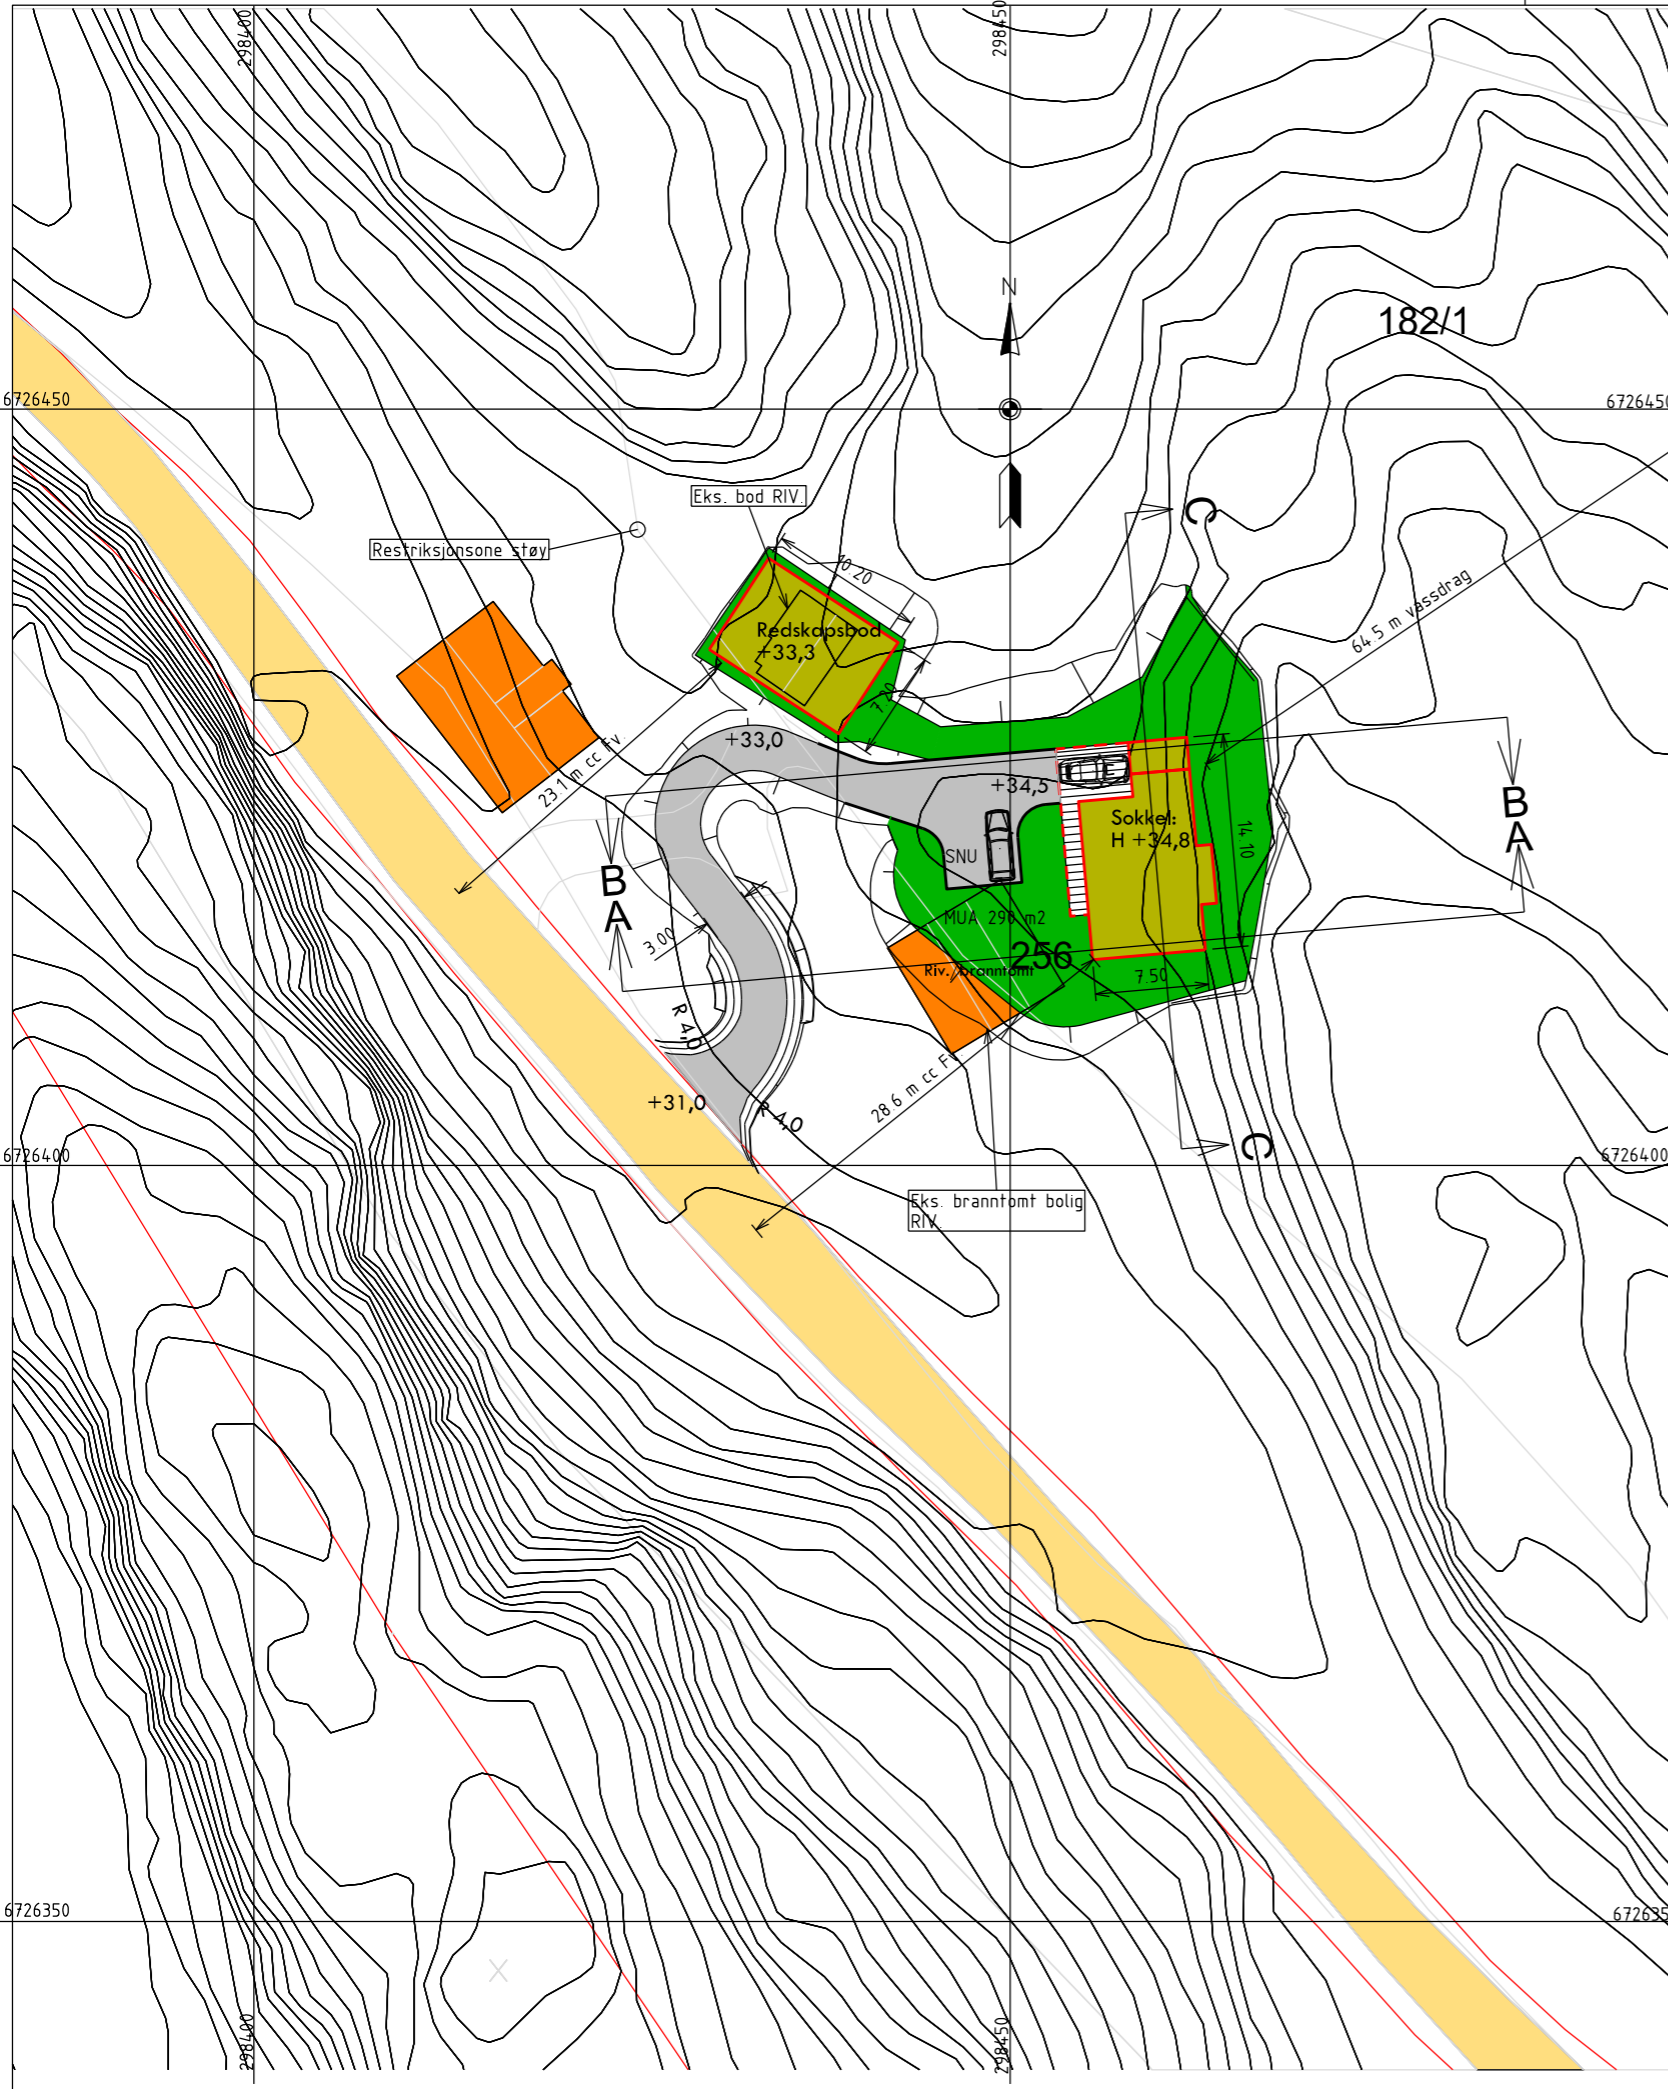 298400
298450
N
182/1
6726450
6726450
Eks. bod RIV.
C
Restriksjonsone støy
10.20
64.5 m vassdrag
Redskapsbod
+33,3
7.20
+33,0
23.1 m cc Fv.
+34,5
E
B
A
Sokkel:
H +34,8
14.10
SNU
B
A
MUA 290 m2
3.00
256
Riv./branntomt
7.50
R 4,0
28.6 m cc Fv.
+31,0
R 4,0
C
6726400
6726400
Eks. branntomt bolig
RIV.
6726350
672635
298400
298450